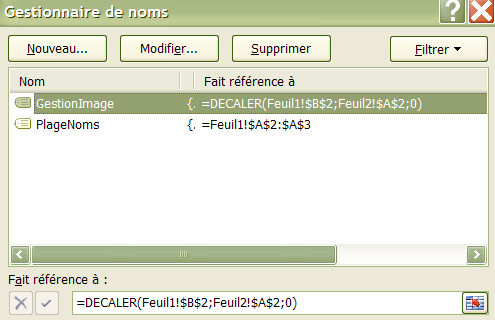 Gestionnaire de noms
Nouveau... Modifier... Supprimer Filtrer
Nom Fait référence à
GestionImage {. =DECALER(Feuil1!$B$2;Feuil2!$A$2;0)
PlageNoms {. =Feuil1!$A$2:$A$3
Fait référence à :
=DECALER(Feuil1!$B$2;Feuil2!$A$2;0)